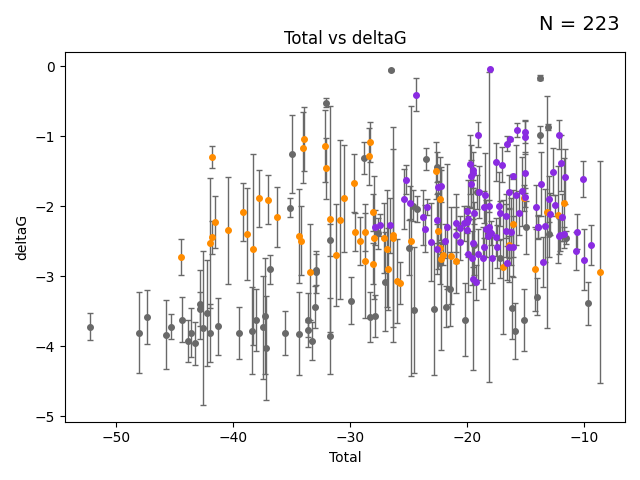 N = 223
Total vs deltaG
0
−1
−2
−3
−4
−5
deltaG
−50
−40
−30
−20
−10
Total